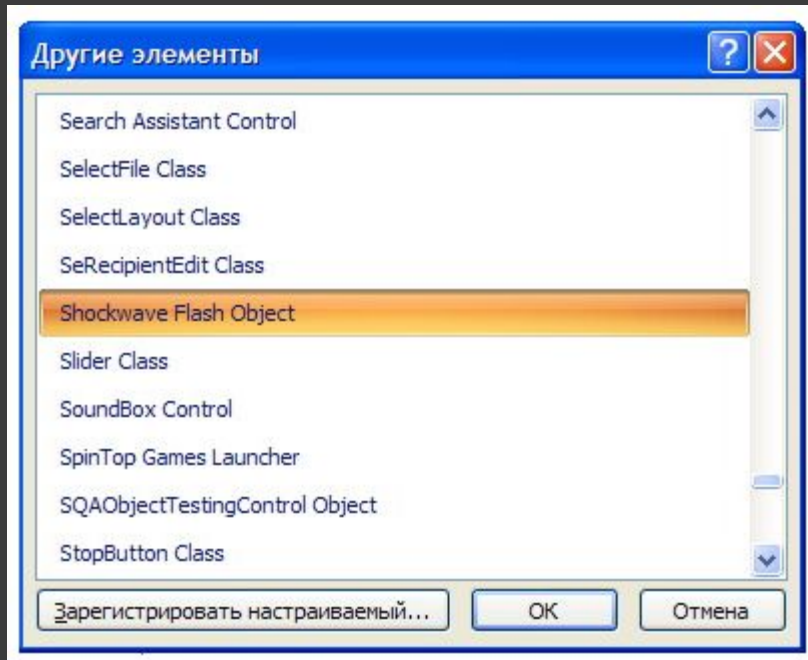 Другие элементы
Search Assistant Control
SelectFile Class
SelectLayout Class
SeRecipientEdit Class
Shockwave Flash Object
Slider Class
SoundBox Control
SpinTop Games Launcher
SQAObjectTestingControl Object
StopButton Class
Зарегистрировать настраиваемый... ОК Отмена